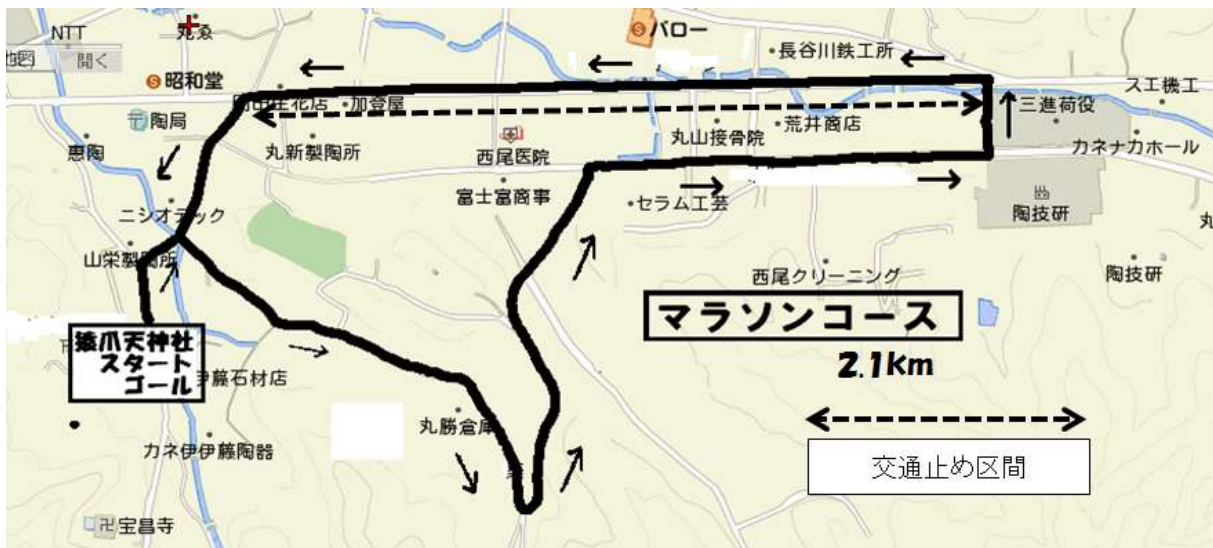 NTT
開く
バロー
長谷川鉄工所
昭和堂
スエ機工
加登屋
三進荷役
陶局
丸新製陶所
西尾医院
丸山接骨院
荒井商店
カネナカホール
恵陶
富士富商事
セラム工芸
陶技研
ニシオテック
山栄製陶所
西尾クリーニング
陶技研
マラソンコース
2.1km
猿爪天神社
スタート
ゴール
伊藤石材店
丸勝倉庫
カネ伊伊藤陶器
交通止め区間
卍宝昌寺